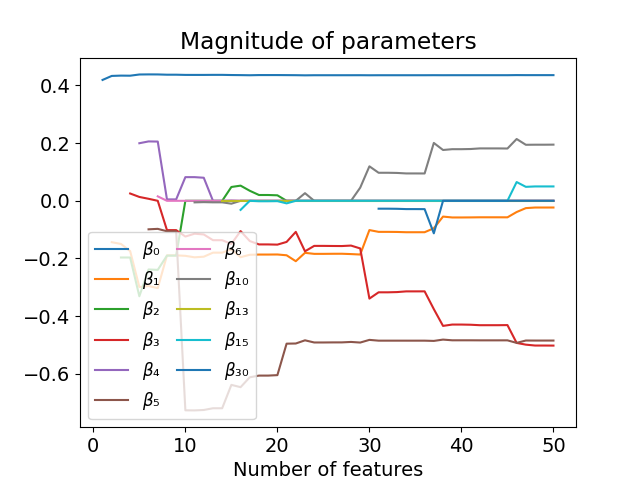 Magnitude of parameters
0.4
0.2
0.0
−0.2
−0.4
−0.6
β₀ β₆
β₁ β₁₀
β₂ β₁₃
β₃ β₁₅
β₄ β₃₀
β₅
0 10 20 30 40 50
Number of features